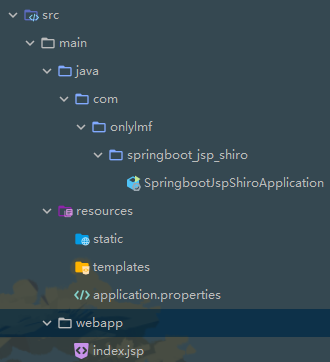 src
main
java
com
onlylmf
springboot_jsp_shiro
SpringbootJspShiroApplication
resources
static
templates
application.properties
webapp
index.jsp